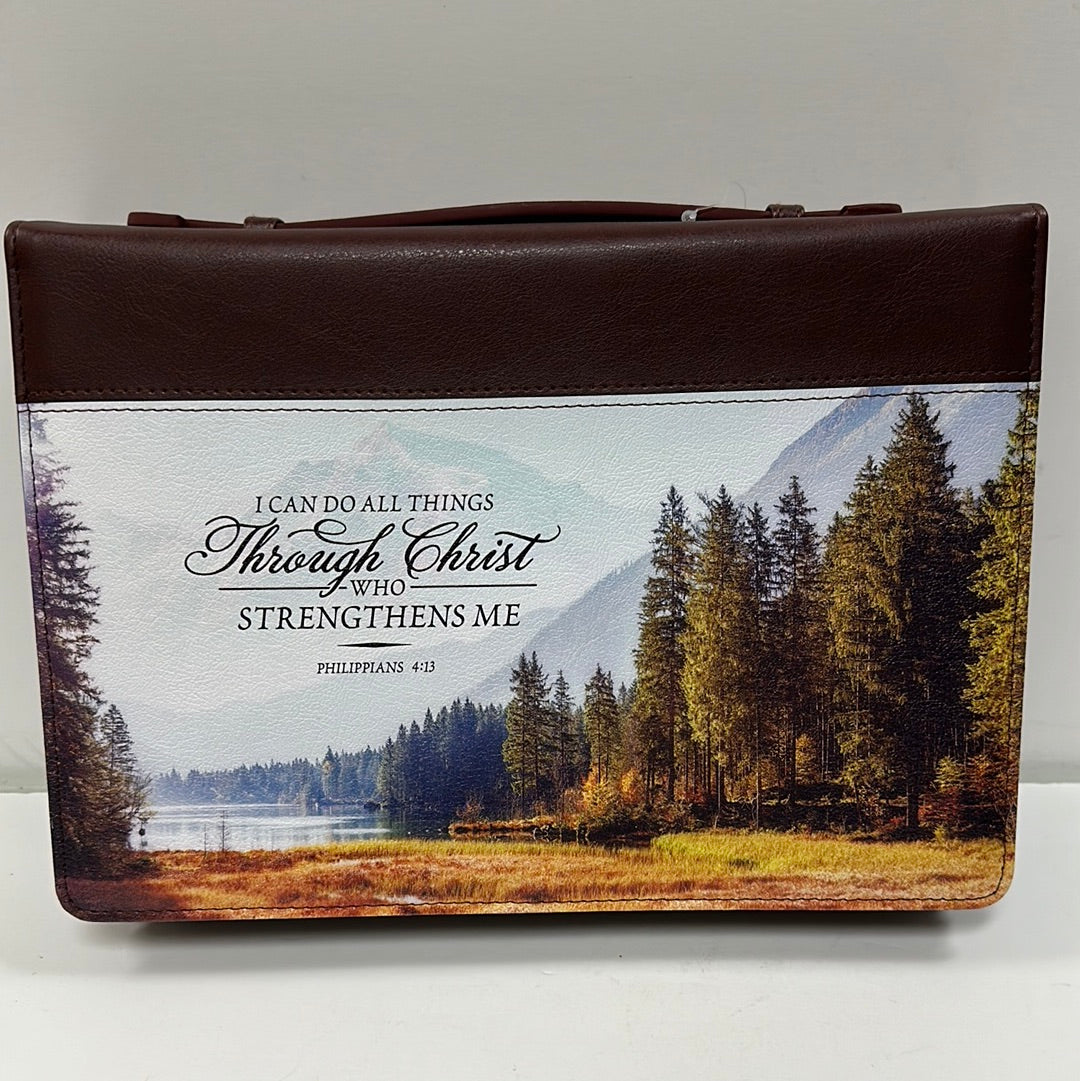 I CAN DO ALL THINGS
Through Christ
WHO
STRENGTHENS ME
PHILIPPIANS 4:13